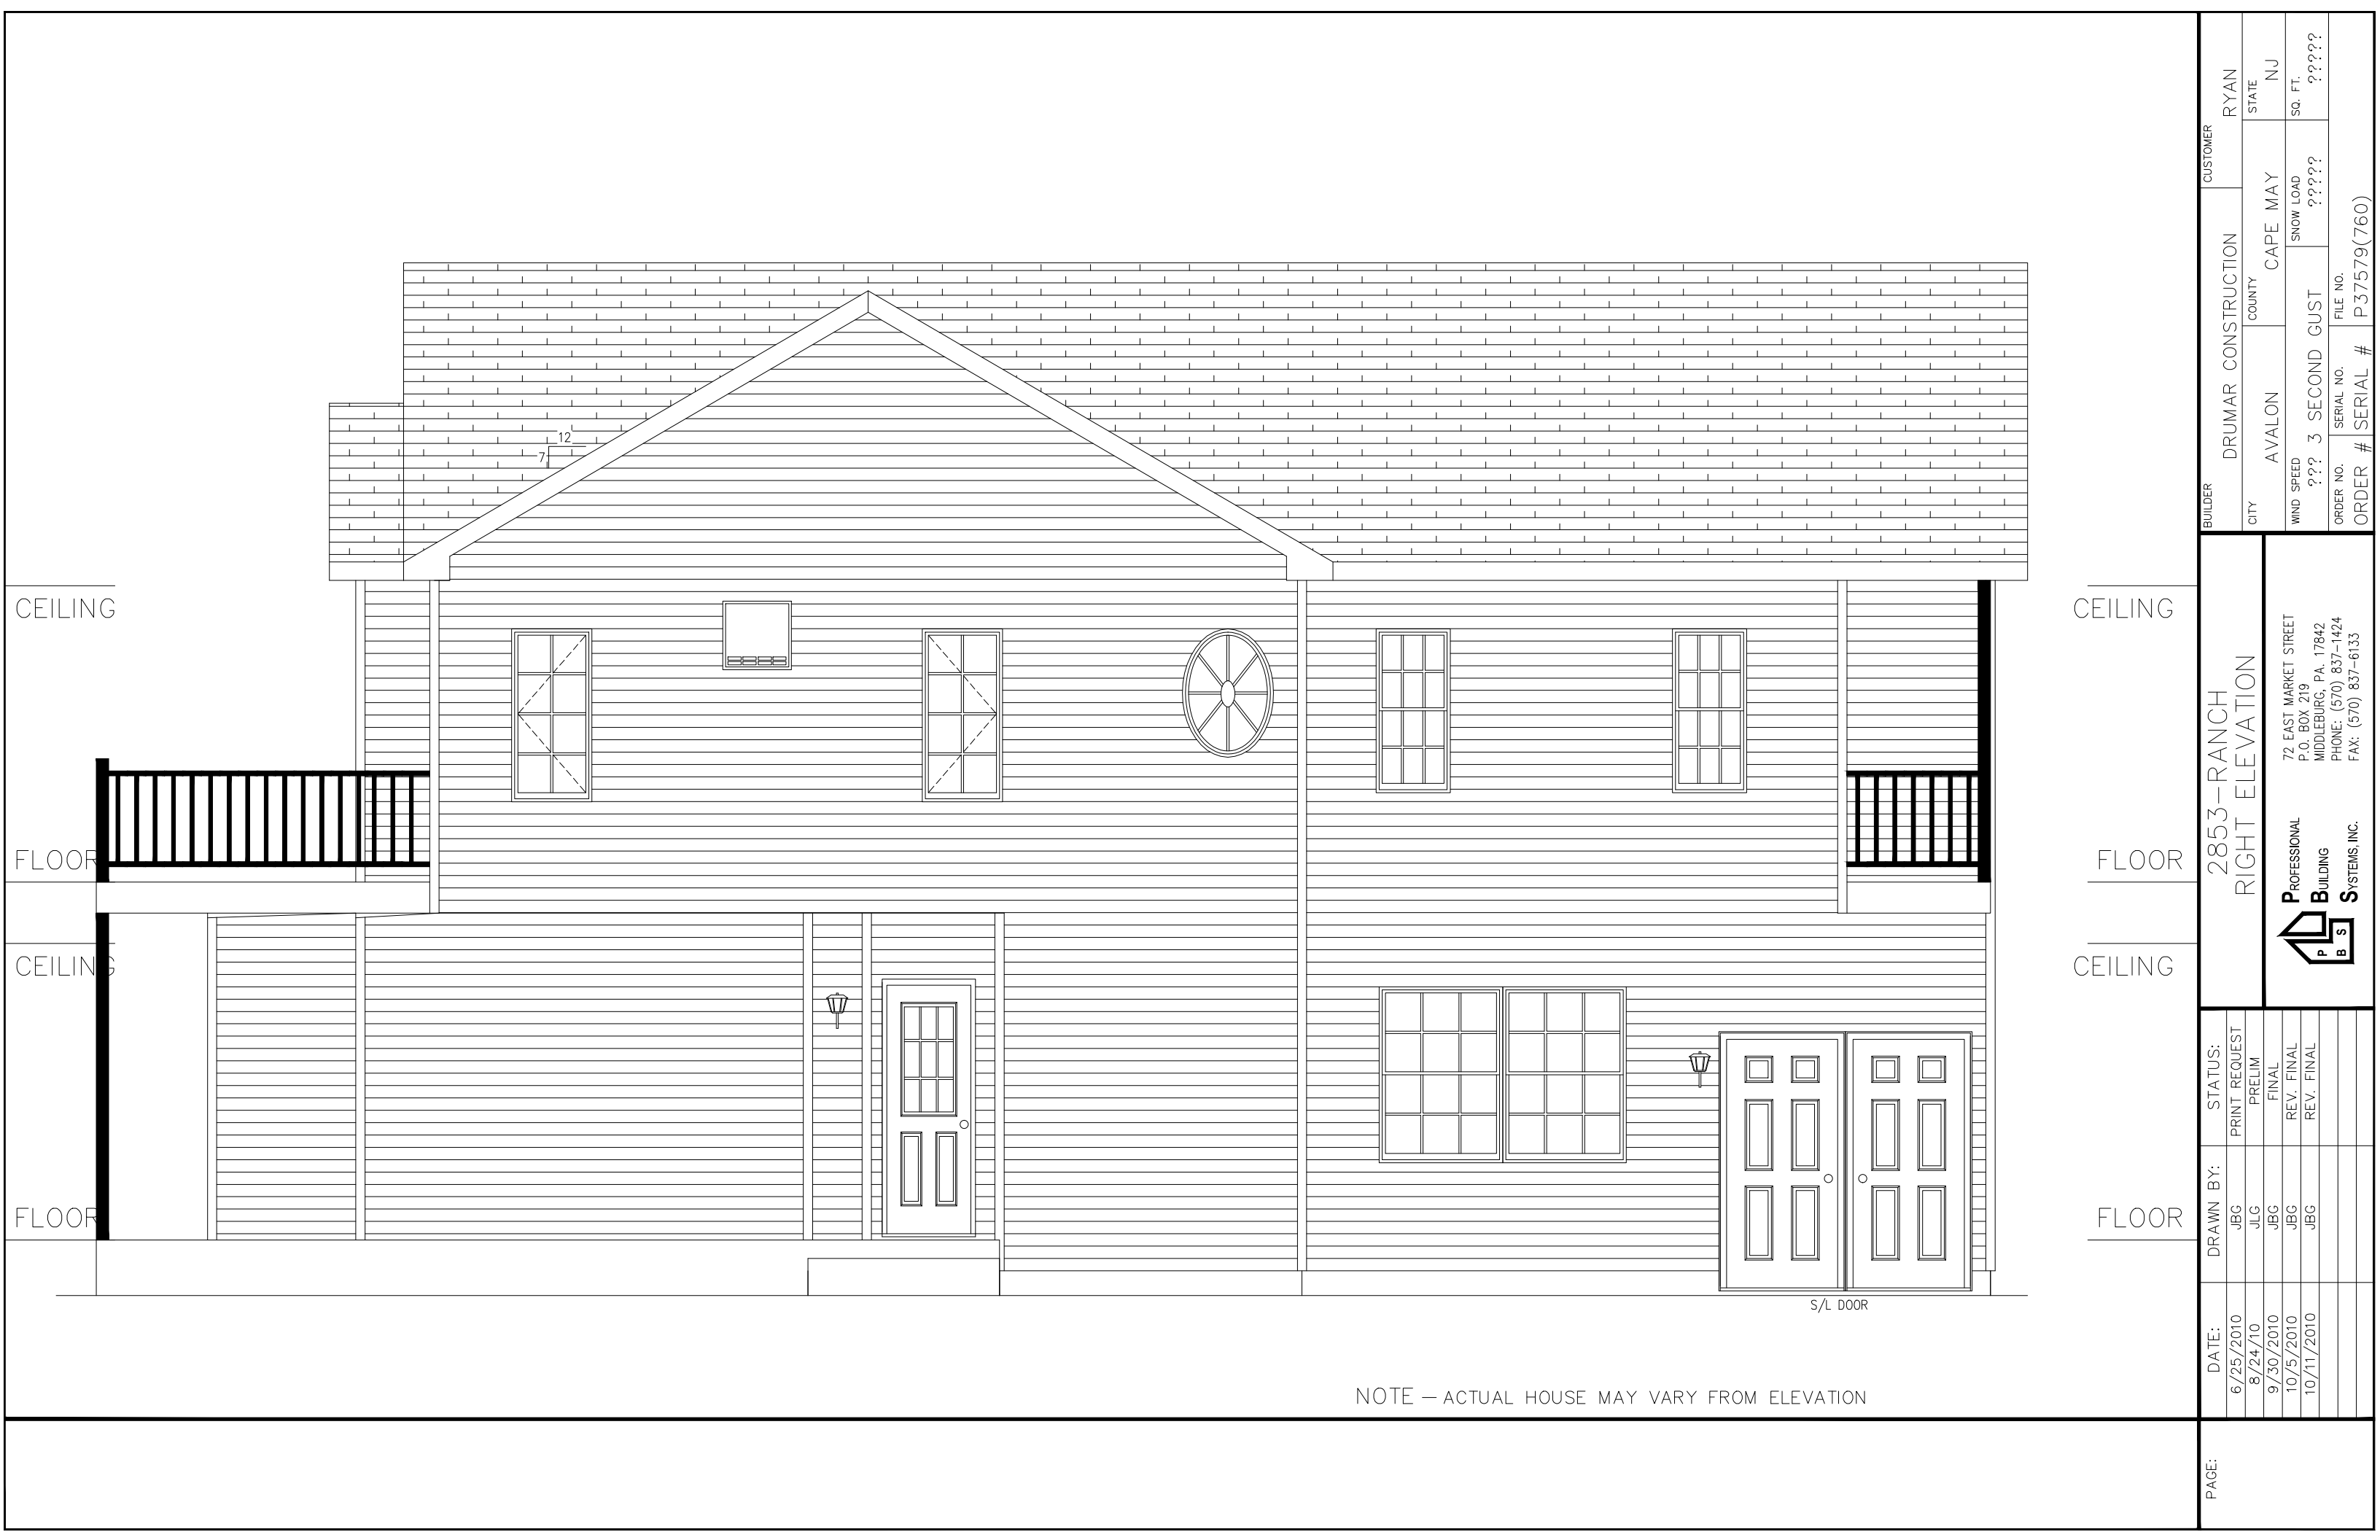 12
7
CEILING
CEILING
FLOOR
FLOOR
CEILING
CEILING
FLOOR
FLOOR
S/L DOOR
NOTE — ACTUAL HOUSE MAY VARY FROM ELEVATION
BUILDER
DRUMAR CONSTRUCTION
CUSTOMER
RYAN
CITY
AVALON
COUNTY
CAPE MAY
STATE
NJ
WIND SPEED
??? 3 SECOND GUST
SNOW LOAD
?????
SQ. FT.
?????
ORDER NO.
ORDER #
SERIAL NO.
SERIAL #
FILE NO.
P37579(760)
2853-RANCH
RIGHT ELEVATION
PROFESSIONAL
BUILDING
SYSTEMS, INC.
P
B S
72 EAST MARKET STREET
P.O. BOX 219
MIDDLEBURG, PA. 17842
PHONE: (570) 837-1424
FAX: (570) 837-6133
DATE: DRAWN BY: STATUS:
6/25/2010 JBG PRINT REQUEST
8/24/10 JLG PRELIM
9/30/2010 JBG FINAL
10/5/2010 JBG REV. FINAL
10/11/2010 JBG REV. FINAL
PAGE: